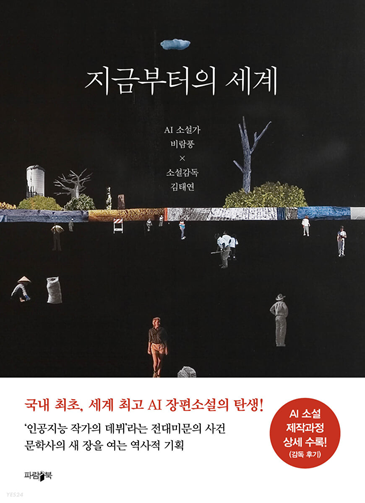 지금부터의 세계
AI 소설가
비람풍
×
소설감독
김태연
국내 최초, 세계 최고 AI 장편소설의 탄생!
'인공지능 작가의 데뷔'라는 전대미문의 사건
문학사의 새 장을 여는 역사적 기획
AI 소설
제작과정
상세 수록!
(감독 후기)
파람북